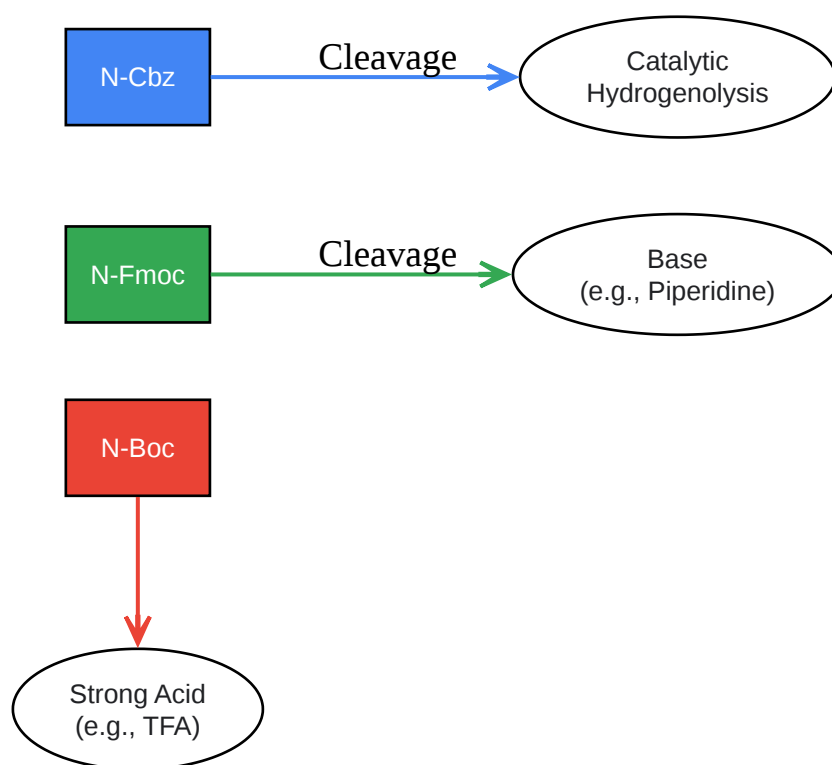 N-Cbz
Cleavage
Catalytic
Hydrogenolysis
N-Fmoc
Cleavage
Base
(e.g., Piperidine)
N-Boc
Strong Acid
(e.g., TFA)